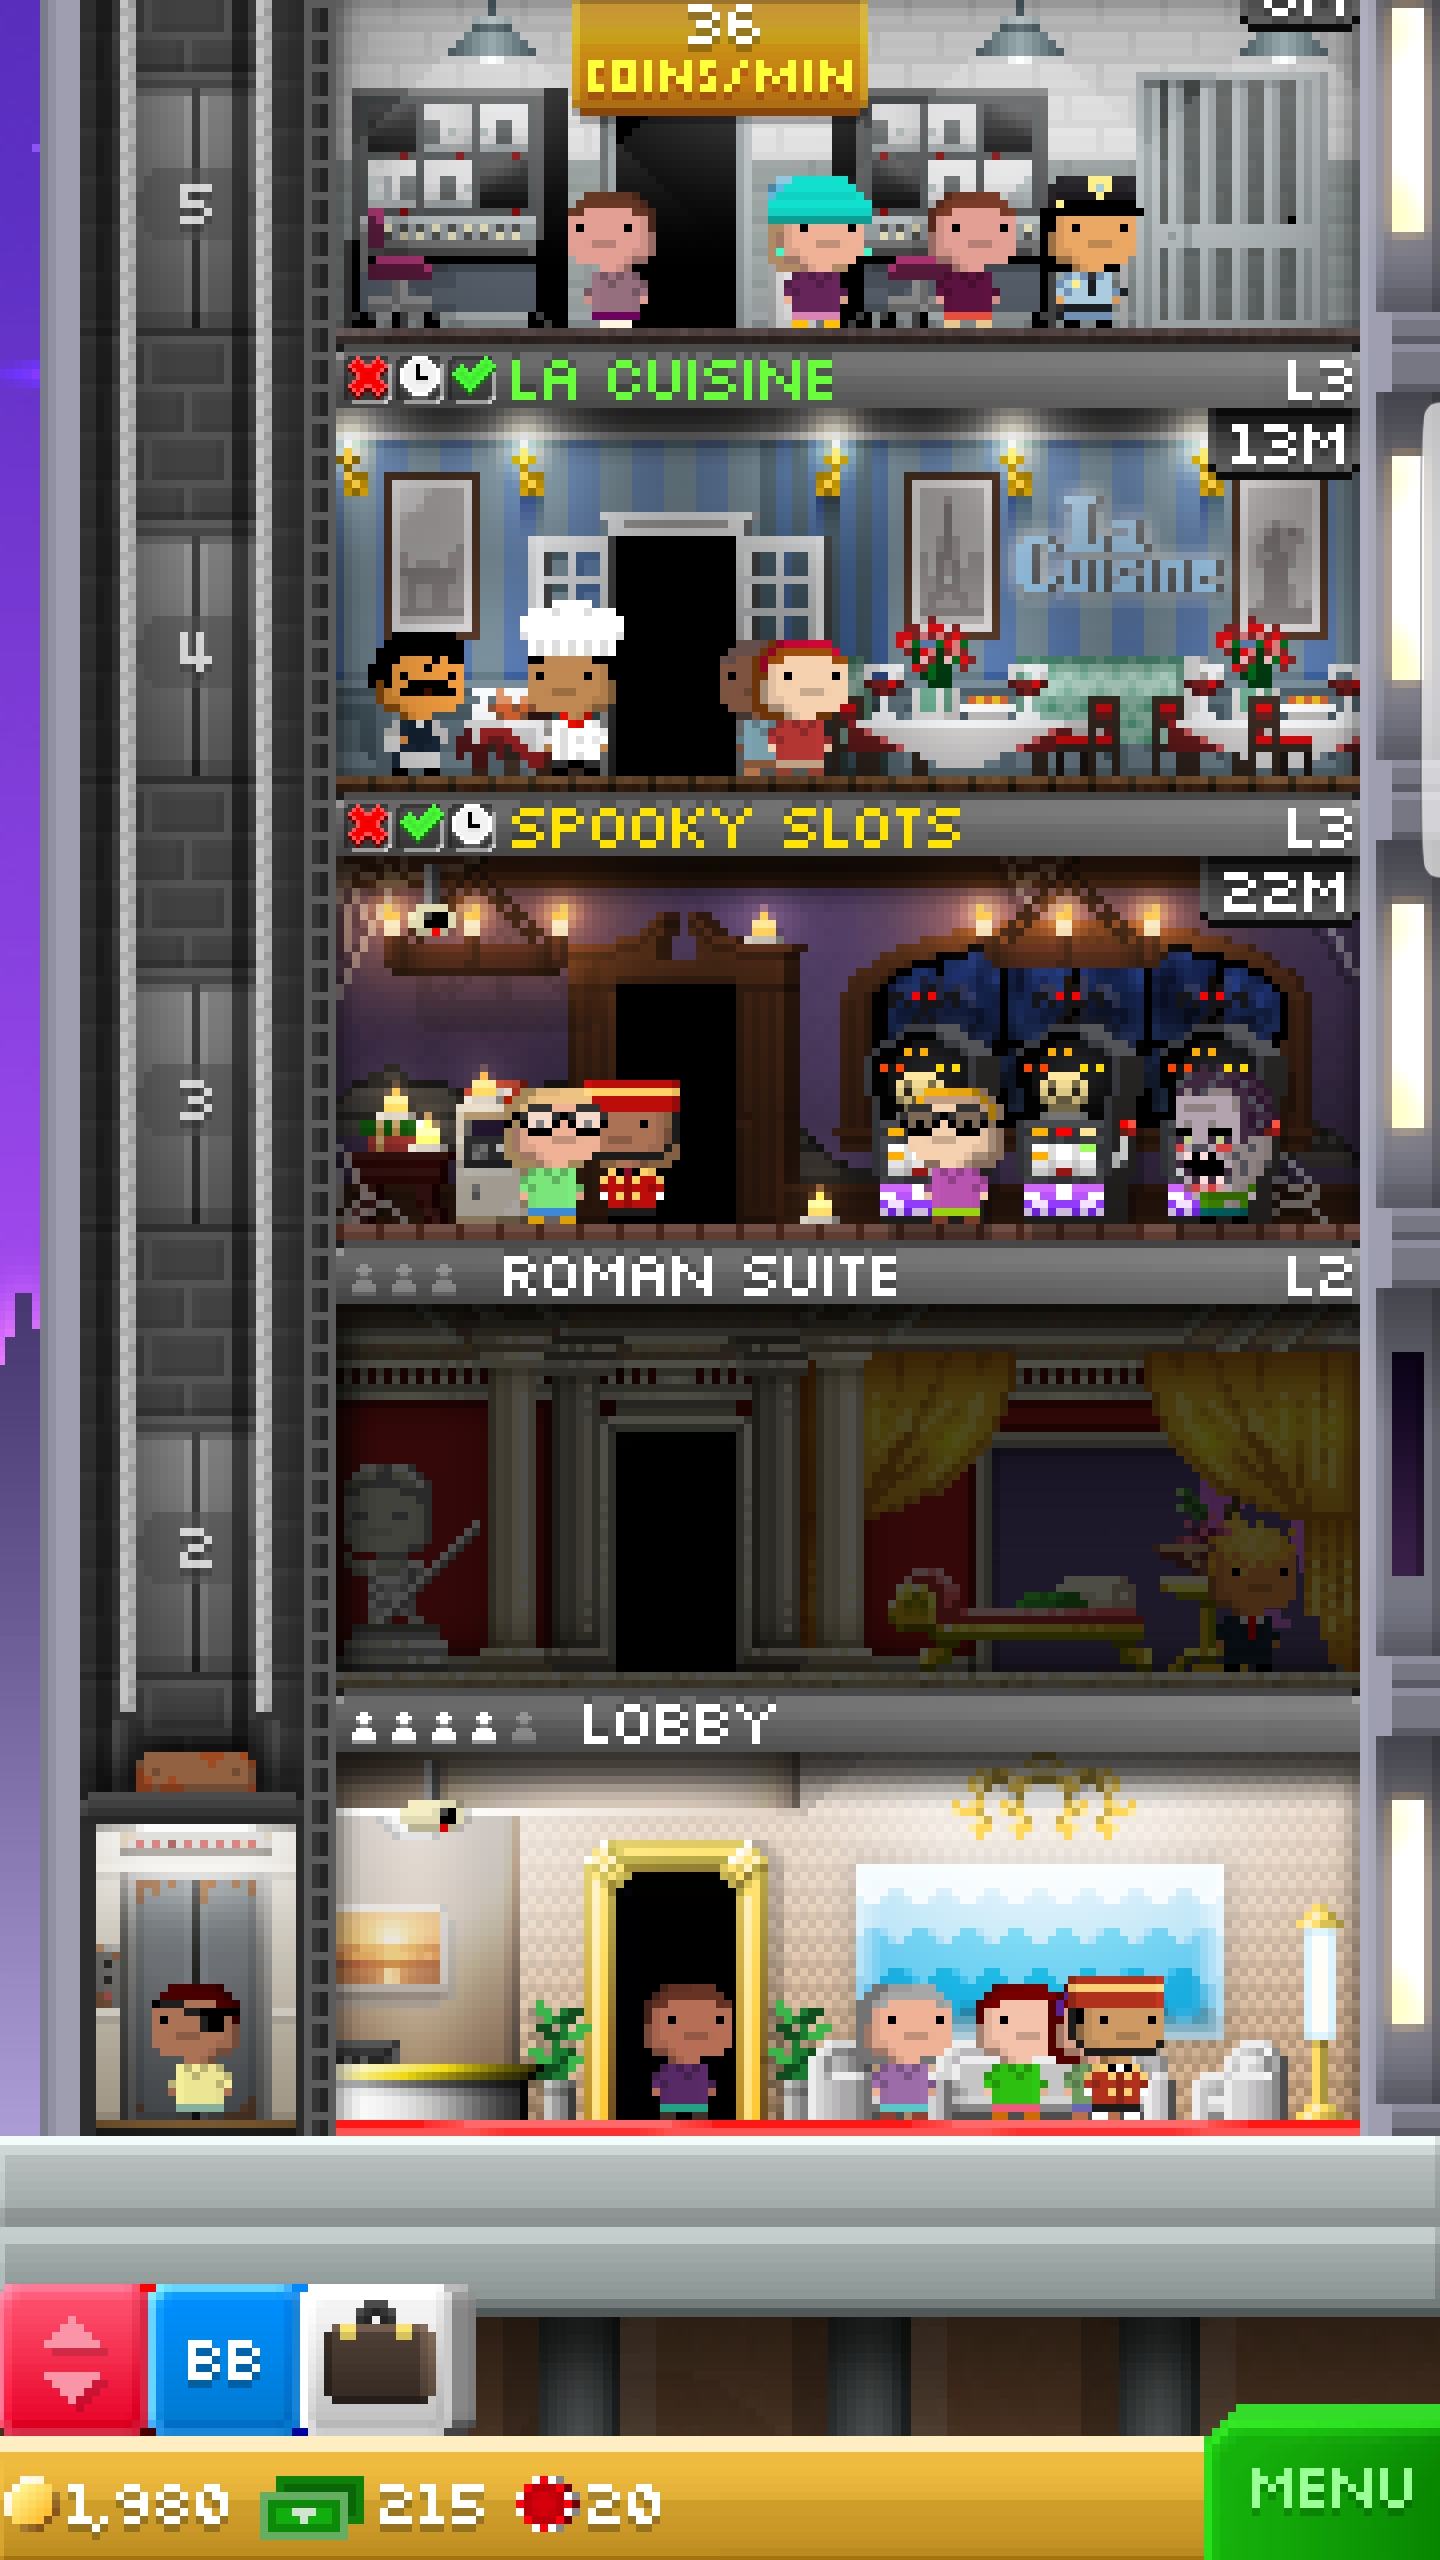 36
COINS/MIN
5
LA CUISINE L3
13M
La
Cuisine
4
SPOOKY SLOTS L3
22M
3
ROMAN SUITE L2
2
LOBBY
BB
1,980 215 20
MENU